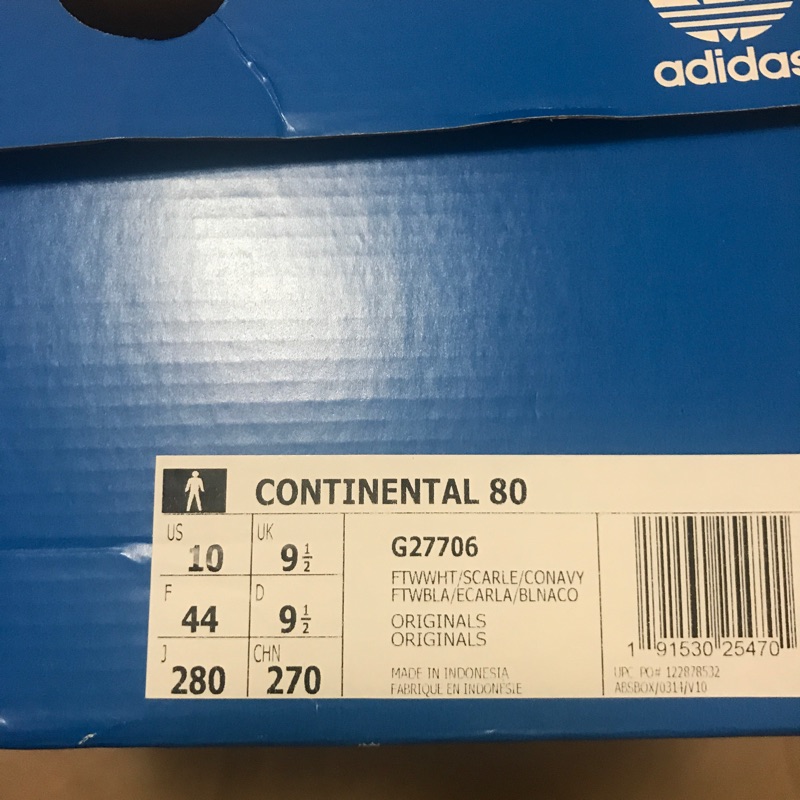 adidas
CONTINENTAL 80
US
10
UK
9 1/2
F
44
D
9 1/2
J
280
CHN
270
G27706
FTWWHT/SCARLE/CONAVY
FTWBLA/ECARLA/BLNACO
ORIGINALS
ORIGINALS
MADE IN INDONESIA
FABRIQUE EN INDONESIE
1 91530 25470
UPC PO# 122878532
ABSBOX/0314/V10